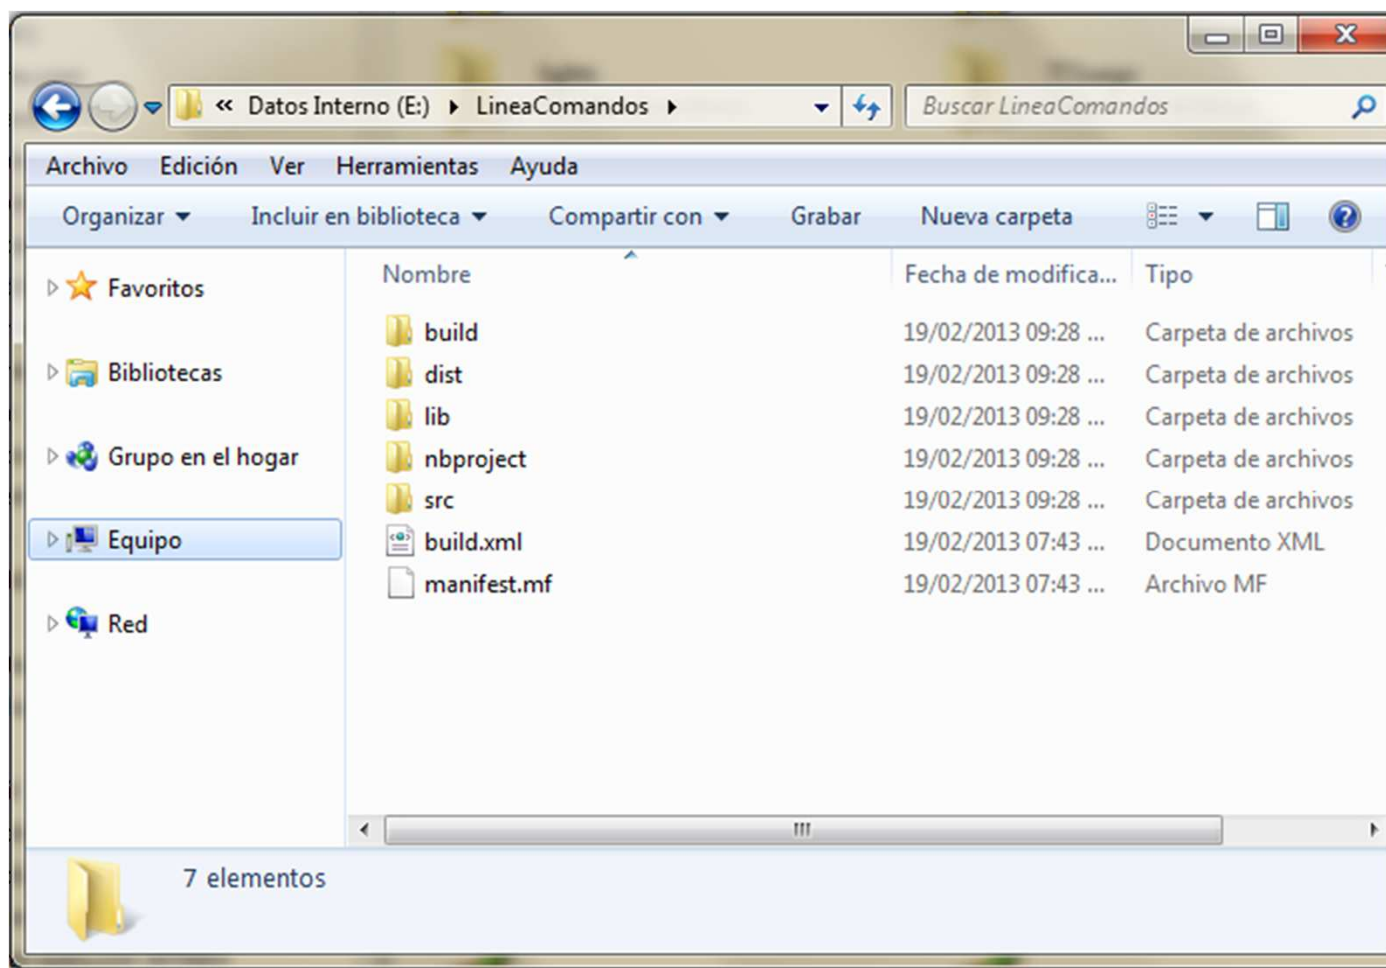 « Datos Interno (E:) LineaComandos Buscar LineaComandos
Archivo Edición Ver Herramientas Ayuda
Organizar Incluir en biblioteca Compartir con Grabar Nueva carpeta
Nombre Fecha de modifica... Tipo
Favoritos
Bibliotecas
Grupo en el hogar
Equipo
Red
build 19/02/2013 09:28 ... Carpeta de archivos
dist 19/02/2013 09:28 ... Carpeta de archivos
lib 19/02/2013 09:28 ... Carpeta de archivos
nbproject 19/02/2013 09:28 ... Carpeta de archivos
src 19/02/2013 09:28 ... Carpeta de archivos
build.xml 19/02/2013 07:43 ... Documento XML
manifest.mf 19/02/2013 07:43 ... Archivo MF
7 elementos